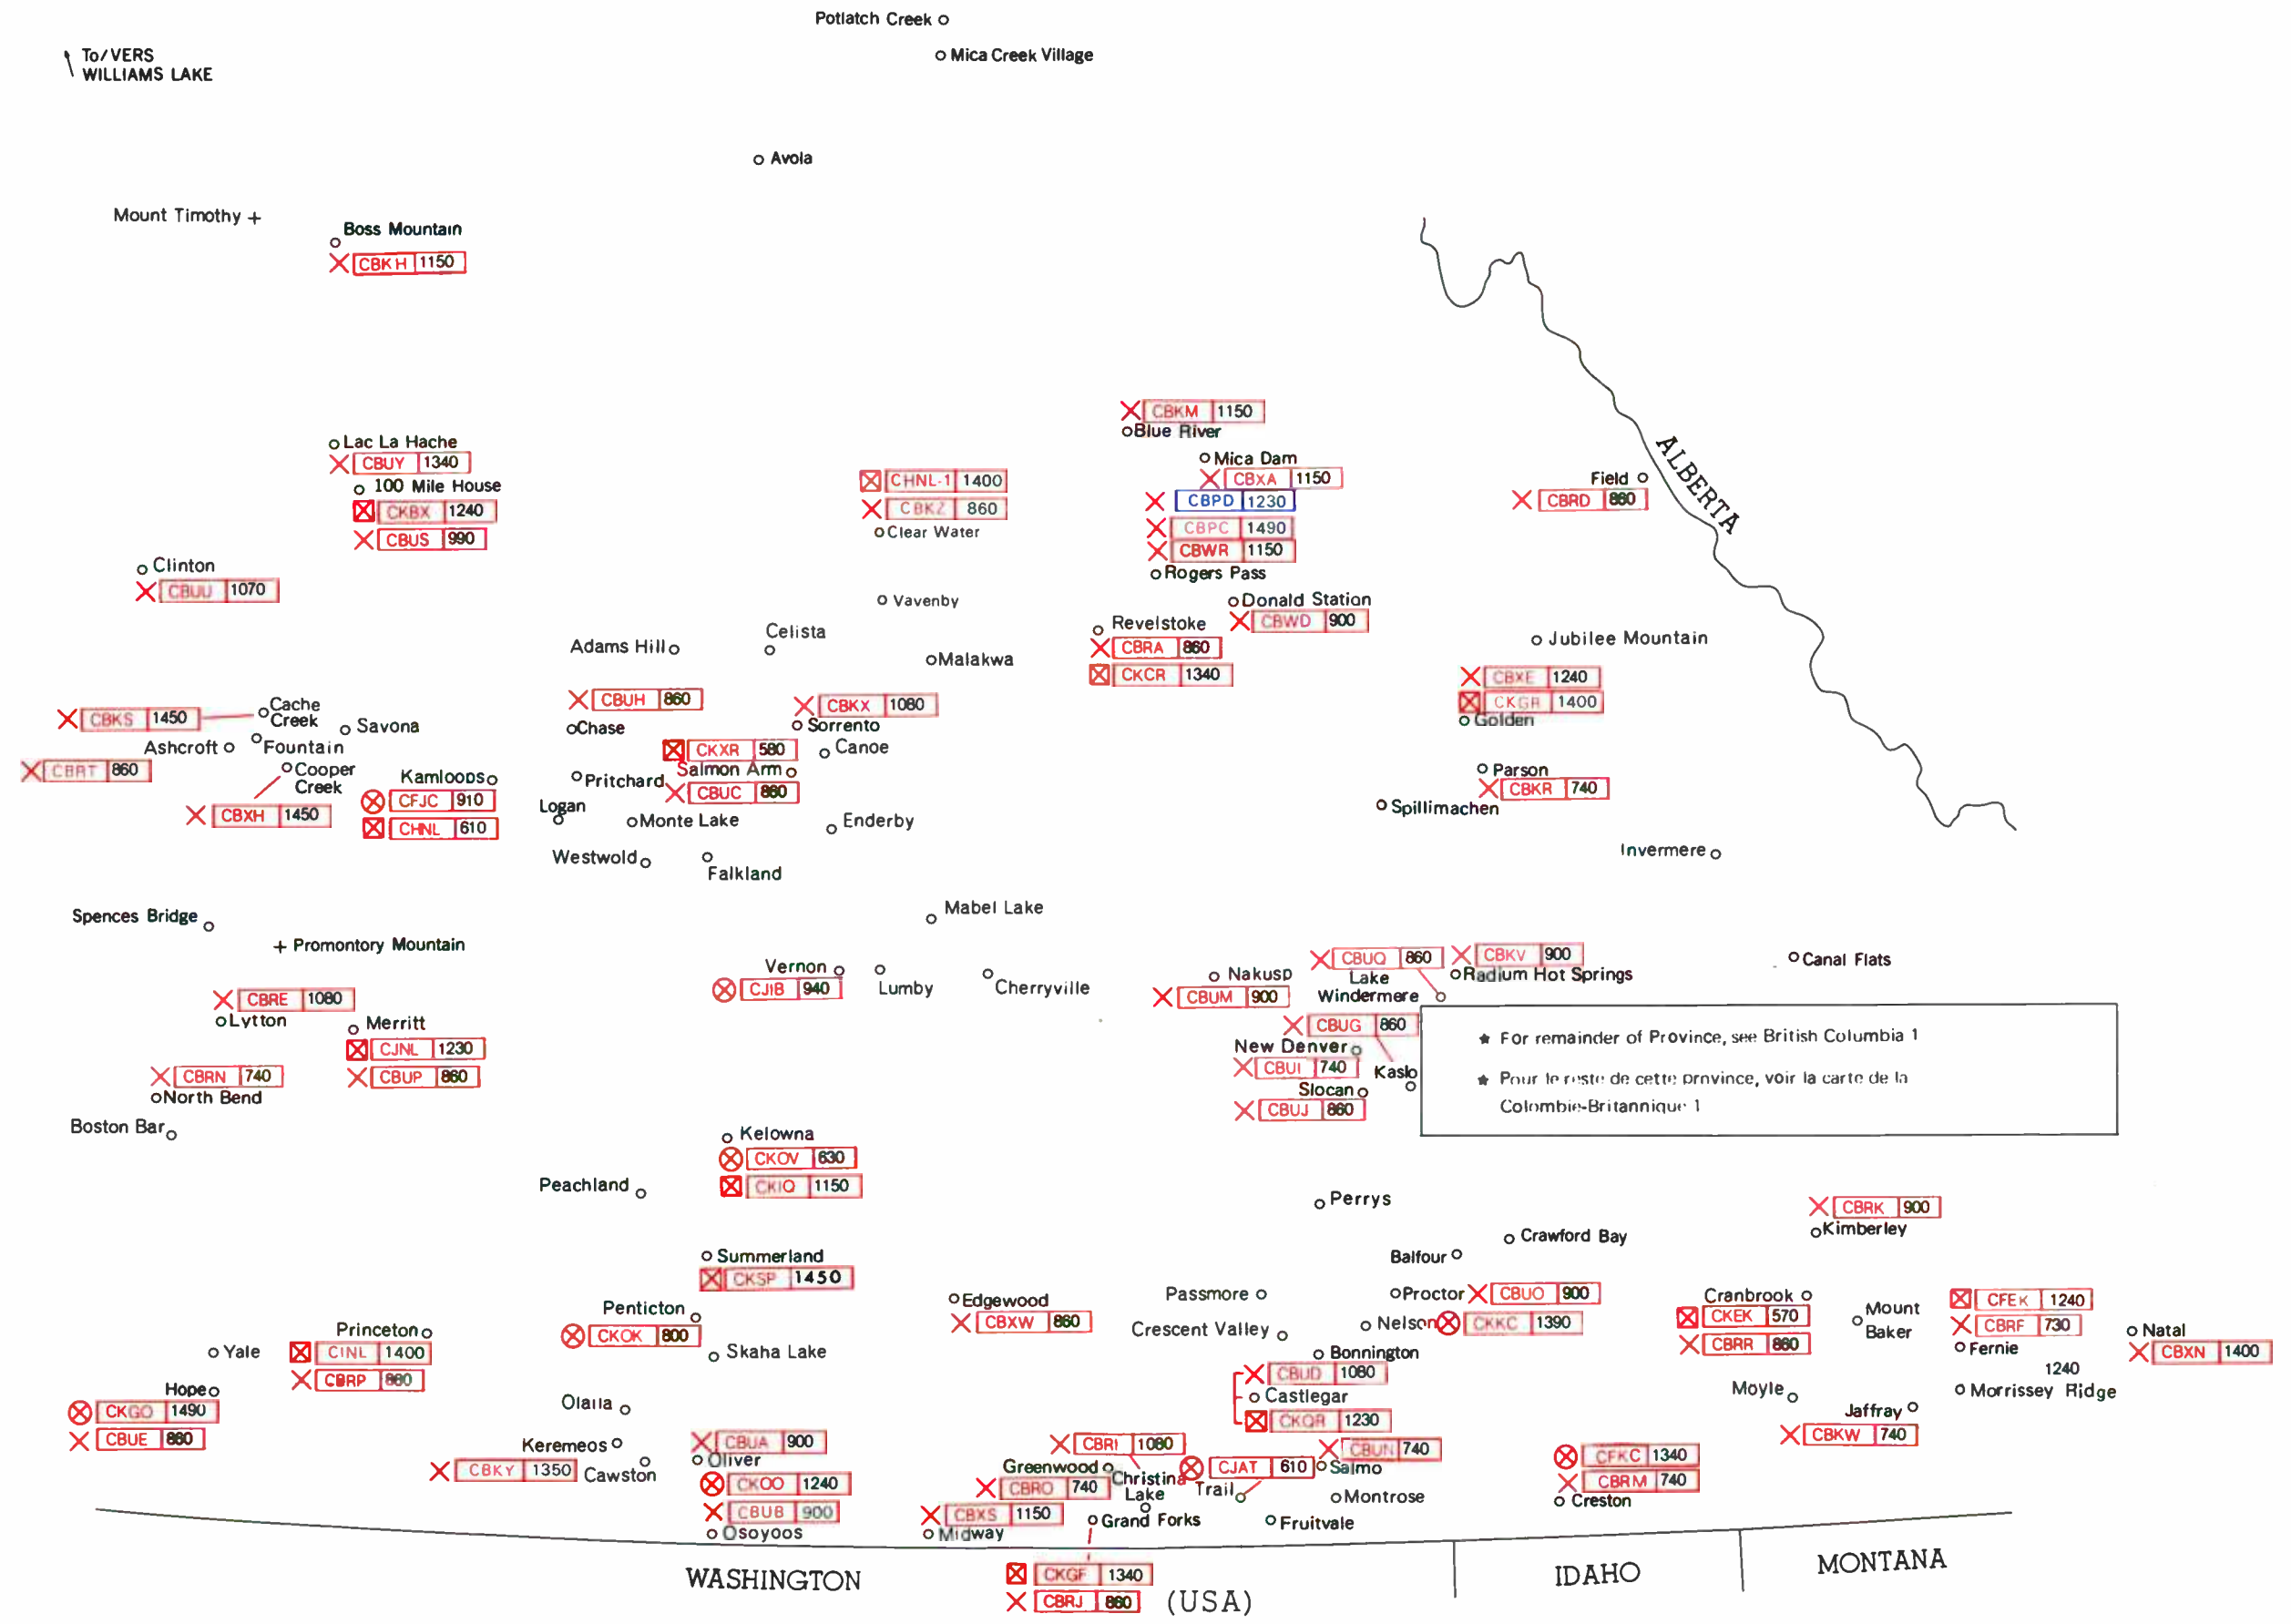 Potlatch Creek
Mica Creek Village
To/VERS
WILLIAMS LAKE
Avola
Mount Timothy
Boss Mountain
CBKH 1150
CBKM 1150
Blue River
ALBERTA
Lac La Hache
CBUY 1340
100 Mile House
CKBX 1240
CBUS 990
CHNL-1 1400
CBKZ 860
Clear Water
Mica Dam
CBXA 1150
CBPD 1230
CBPC 1490
CBWR 1150
Rogers Pass
Field
CBRD 860
Clinton
CBUU 1070
Vavenby
Donald Station
CBWD 900
Revelstoke
CBRA 860
CKCR 1340
Adams Hill
Celista
Malakwa
Jubilee Mountain
CBXE 1240
CKGR 1400
Golden
CBKS 1450
Cache
Creek
Savona
Ashcroft
Fountain
CBRT 860
Cooper
Creek
CBXH 1450
Kamloops
CFJC 910
CHNL 610
CBUH 860
Chase
CBKX 1080
Sorrento
CKXR 580
Canoe
Salmon Arm
Pritchard
CBUC 860
Logan
Monte Lake
Enderby
Westwold
Falkland
Parson
CBKR 740
Spillimachen
Invermere
Spences Bridge
Promontory Mountain
Mabel Lake
Vernon
CJIB 940
Lumby
Cherryville
Nakusp
CBUM 900
CBUQ 860
Lake
Windermere
CBKV 900
Radium Hot Springs
Canal Flats
CBRE 1080
Lytton
Merritt
CJNL 1230
CBUP 860
CBRN 740
North Bend
Boston Bar
CBUG 860
New Denver
CBUI 740
Kaslo
Slocan
CBUJ 860
★ For remainder of Province, see British Columbia 1
★ Pour le reste de cette province, voir la carte de la
Colombie-Britannique 1
Kelowna
CKOV 630
CKIQ 1150
Peachland
Perrys
CBRK 900
Kimberley
Crawford Bay
Balfour
Summerland
CKSP 1450
Penticton
CKOK 800
Skaha Lake
Edgewood
CBXW 860
Passmore
Crescent Valley
Proctor
CBUO 900
Nelson
CKKC 1390
Bonnington
Cranbrook
CKEK 570
CBRR 860
Mount
Baker
CFEK 1240
CBRF 730
Fernie
1240
Morrissey Ridge
Natal
CBXN 1400
Princeton
CINL 1400
CBRP 860
Yale
Hope
CKGO 1490
CBUE 860
CBUD 1080
Castlegar
CKQR 1230
Moyle
Jaffray
CBKW 740
Olalla
Keremeos
CBKY 1350
Cawston
CBUA 900
Oliver
CKOO 1240
CBUB 900
Osoyoos
CBRI 1080
Greenwood
CBRO 740
Christina
Lake
CBXS 1150
Midway
Grand Forks
CJAT 610
Trail
CBUN 740
Salmo
Montrose
Fruitvale
CFKC 1340
CBRM 740
Creston
WASHINGTON
CKGF 1340
CBRJ 860
(USA)
IDAHO
MONTANA